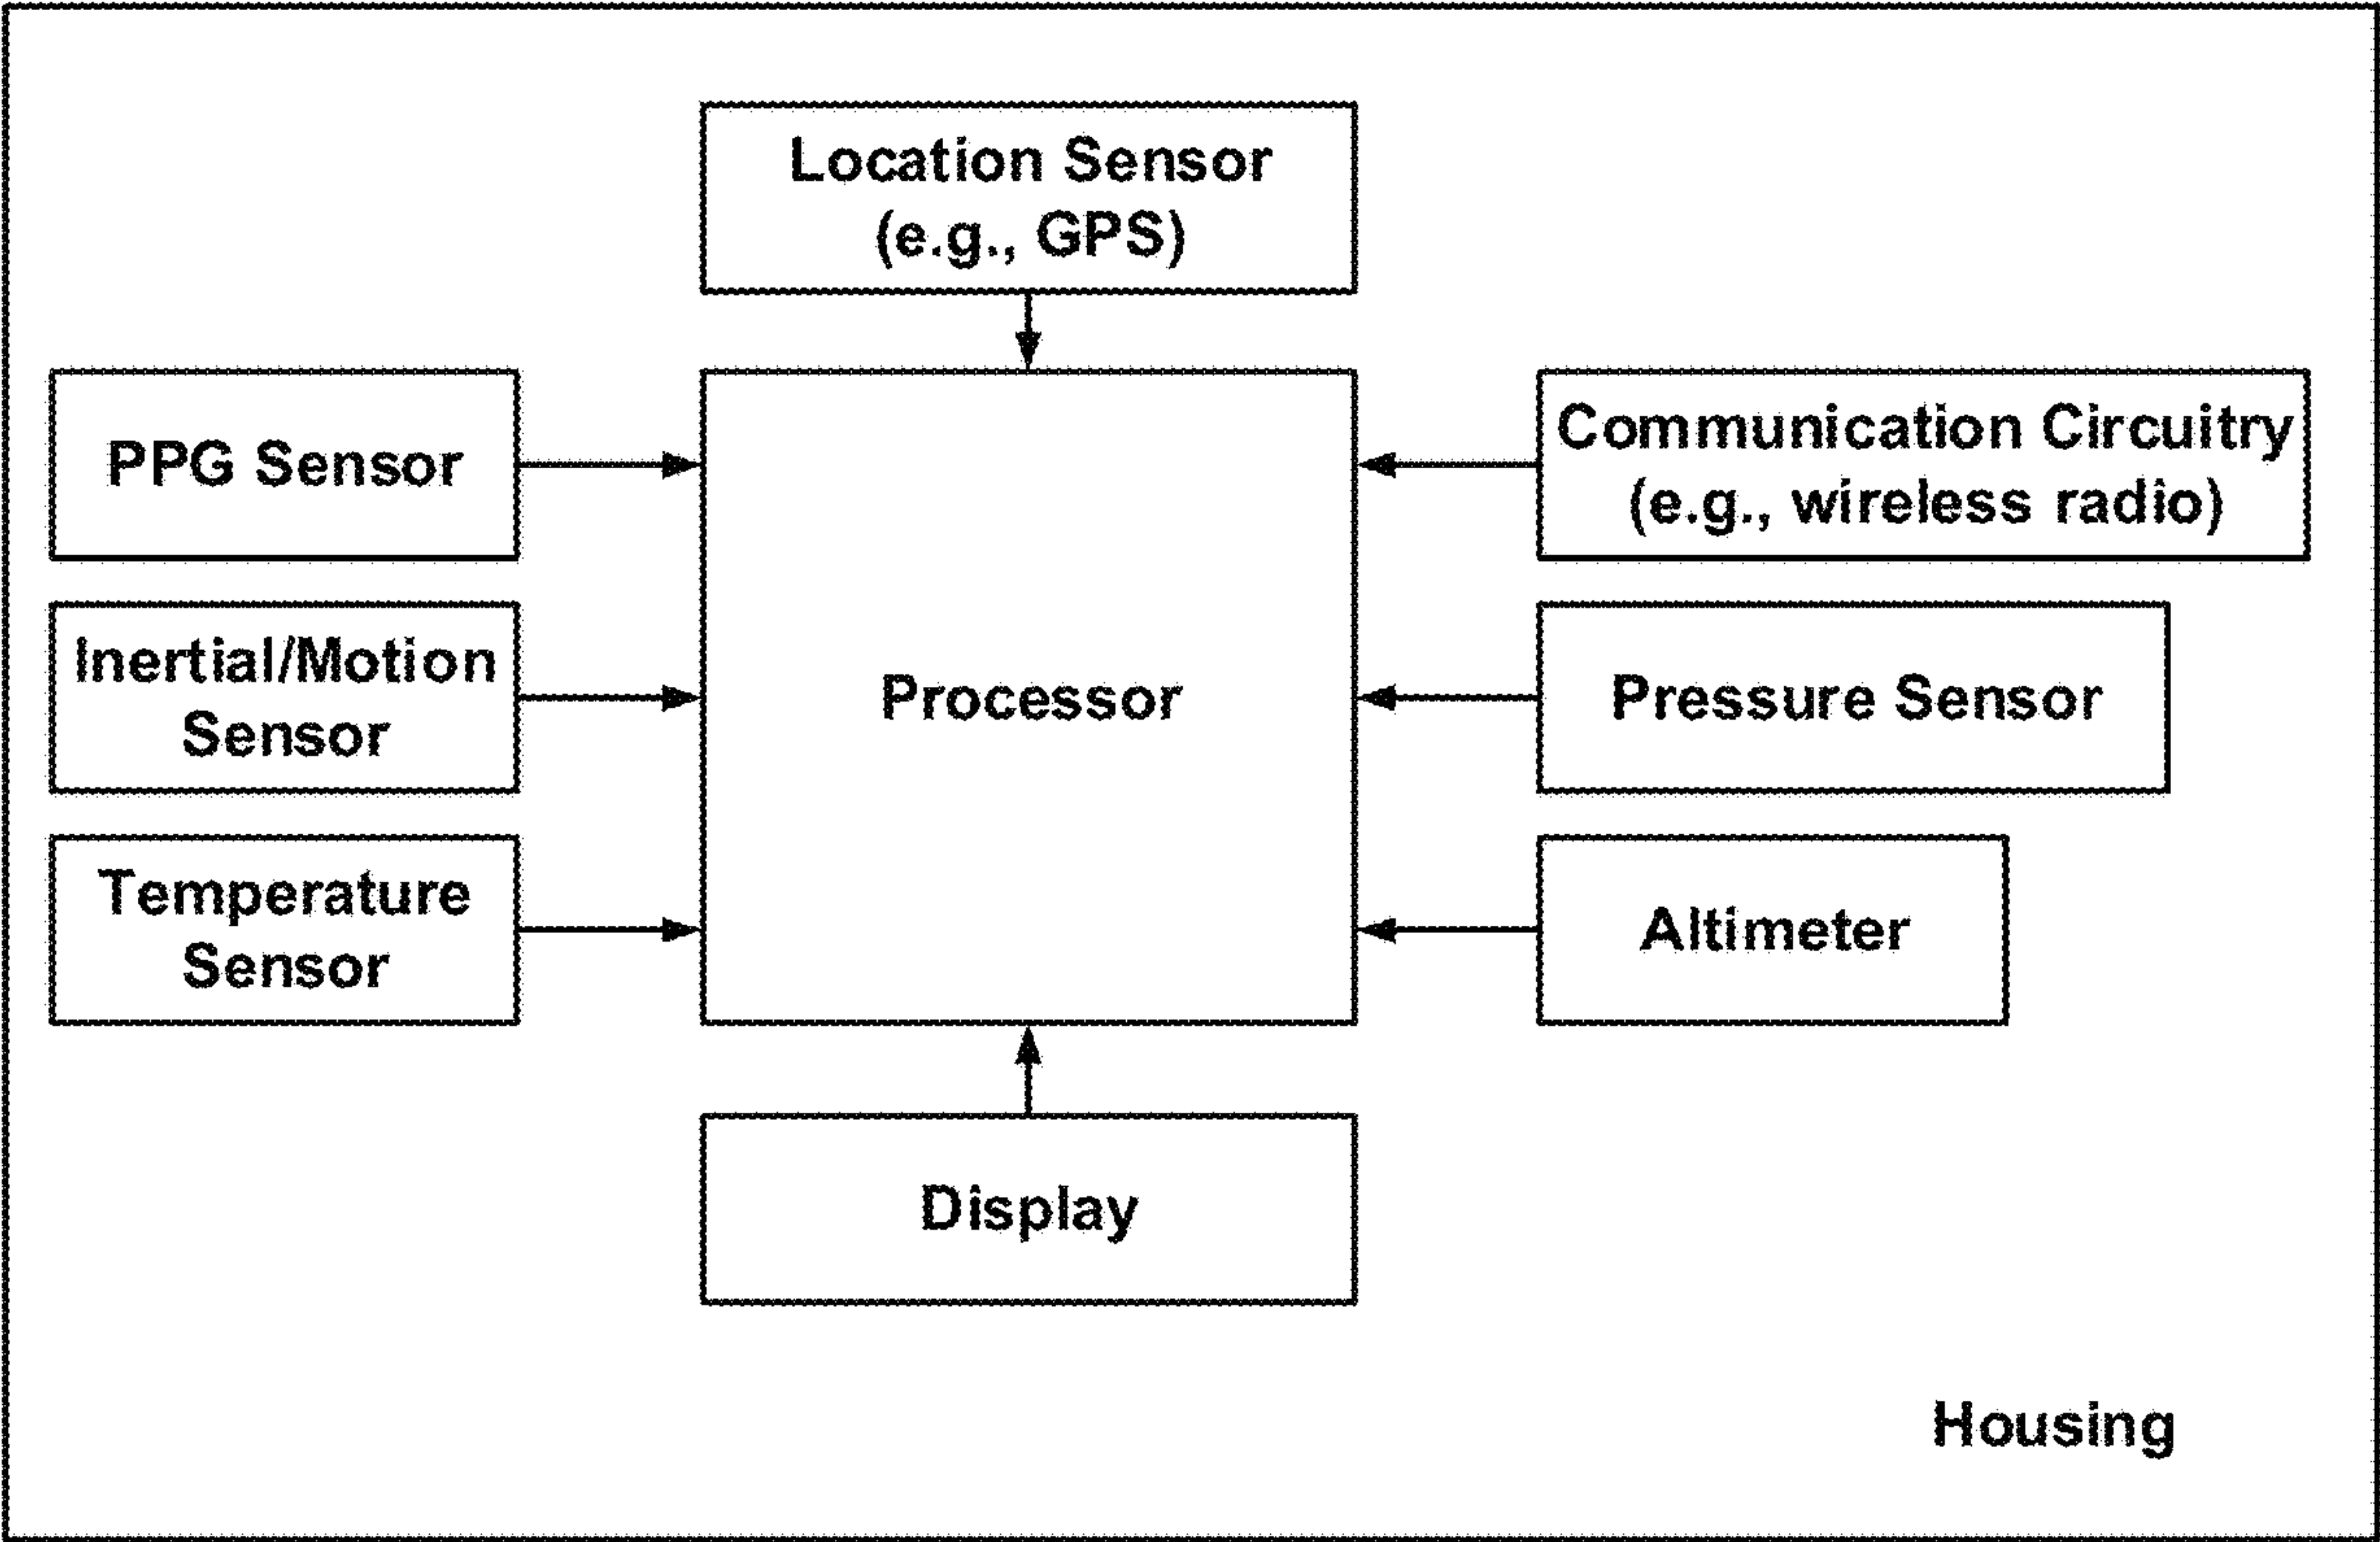 Location Sensor
(e.g., GPS)
PPG Sensor
Communication Circuitry
(e.g., wireless radio)
Inertial/Motion
Sensor
Processor
Pressure Sensor
Temperature
Sensor
Altimeter
Display
Housing